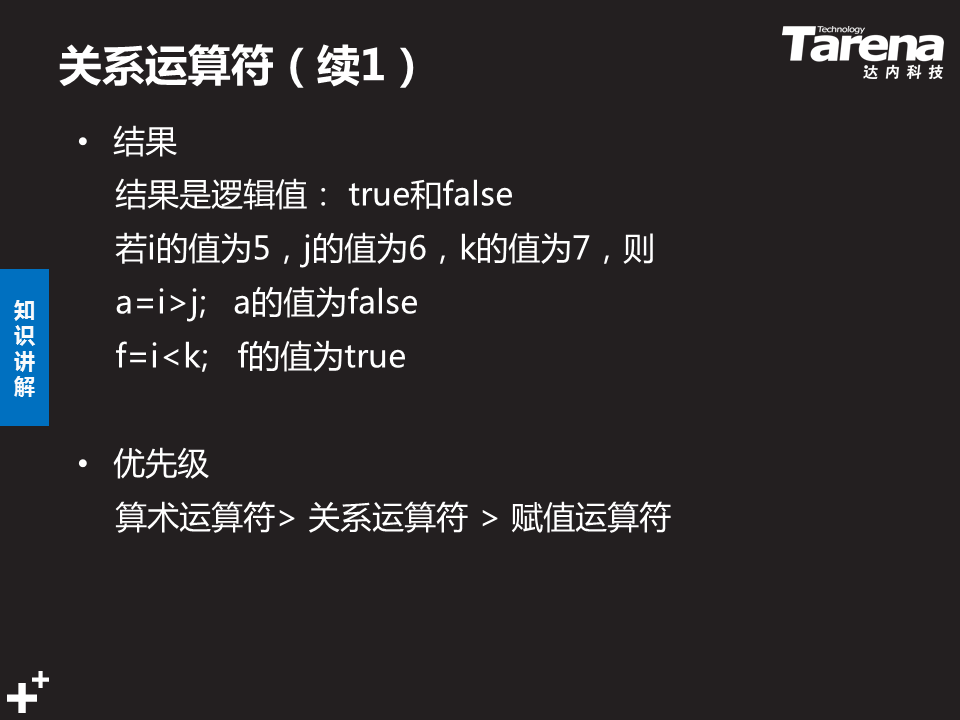 关系运算符（续1）
Technology
Tarena
达内科技
• 结果
结果是逻辑值： true和false
若i的值为5，j的值为6，k的值为7，则
a=i>j; a的值为false
f=i<k; f的值为true
知识讲解
• 优先级
算术运算符> 关系运算符 > 赋值运算符